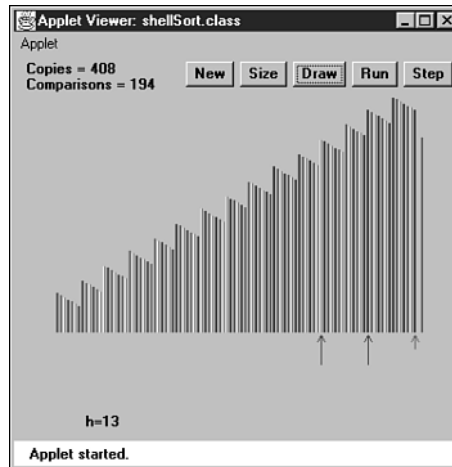 Applet Viewer: shellSort.class
Applet
Copies = 408
Comparisons = 194
New Size Draw Run Step
h=13
Applet started.